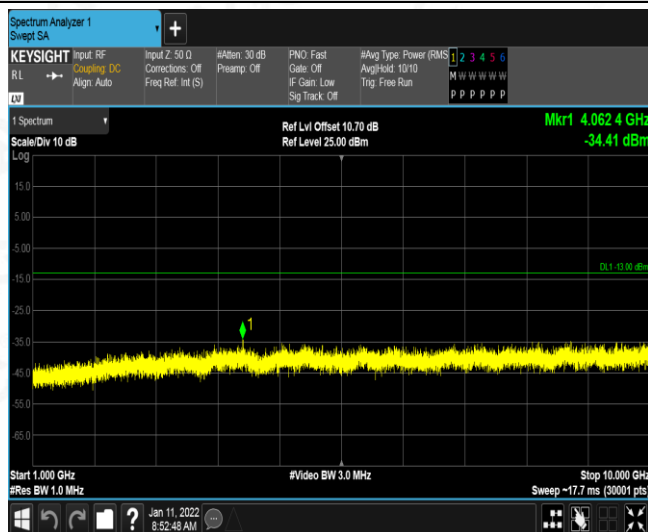 Spectrum Analyzer 1
Swept SA
+
KEYSIGHT
RL
LXI
Input: RF
Coupling: DC
Align: Auto
Input Z: 50 Ω
Corrections: Off
Freq Ref: Int (S)
#Atten: 30 dB
Preamp: Off
PNO: Fast
Gate: Off
IF Gain: Low
Sig Track: Off
#Avg Type: Power (RMS
Avg|Hold: 10/10
Trig: Free Run
1 2 3 4 5 6
M W W W W W
P P P P P P
1 Spectrum
Scale/Div 10 dB
Log
Ref Lvl Offset 10.70 dB
Ref Level 25.00 dBm
Mkr1 4.062 4 GHz
-34.41 dBm
15.0
5.00
-5.00
-15.0
DL1 -13.00 dBm
-25.0
1
-35.0
-45.0
-55.0
-65.0
Start 1.000 GHz
#Video BW 3.0 MHz
Stop 10.000 GHz
#Res BW 1.0 MHz
Sweep ~17.7 ms (30001 pts)
?
Jan 11, 2022
8:52:48 AM